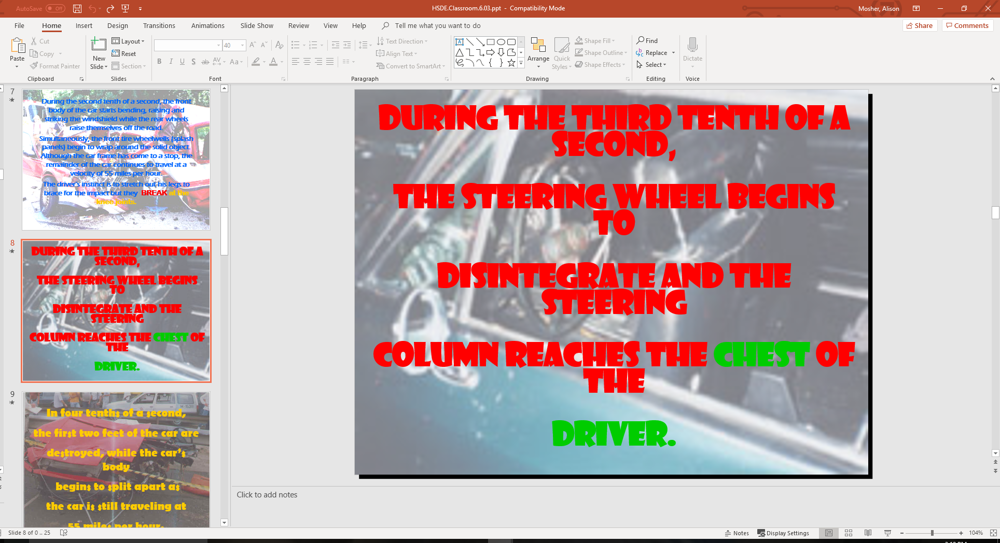 AutoSave Off
HSDE.Classroom.6.03.ppt - Compatibility Mode
Mosher, Alison
File Home Insert Design Transitions Animations Slide Show Review View Help Tell me what you want to do
Share Comments
Paste
Cut
Copy
Format Painter
Clipboard
New Slide
Layout
Reset
Section
Slides
40
B I U S ab AV Aa A
Font
Text Direction
Align Text
Convert to SmartArt
Paragraph
Arrange
Quick Styles
Shape Fill
Shape Outline
Shape Effects
Drawing
Find
Replace
Select
Editing
Dictate
Voice
7
During the second tenth of a second, the front
body of the car starts bending, raising and
striking the windshield while the rear wheels
raise themselves off the road.
Simultaneously, the front tire wheelwells (splash
panels) begin to wrap around the solid object.
Although the car frame has come to a stop, the
remainder of the car continues to travel at a
velocity of 55 miles per hour.
The driver's instinct is to stretch out his legs to
brace for the impact but they BREAK at the
knee joints.
8
DURING THE THIRD TENTH OF A
SECOND,
THE STEERING WHEEL BEGINS
TO
DISINTEGRATE AND THE
STEERING
COLUMN REACHES THE CHEST OF
THE
DRIVER.
9
In four tenths of a second,
the first two feet of the car are
destroyed, while the car's
body
begins to split apart as
the car is still traveling at
55 miles per hour.
DURING THE THIRD TENTH OF A
SECOND,
THE STEERING WHEEL BEGINS
TO
DISINTEGRATE AND THE
STEERING
COLUMN REACHES THE CHEST OF
THE
DRIVER.
Click to add notes
Slide 8 of 0 .. 25
Notes
Display Settings
104%